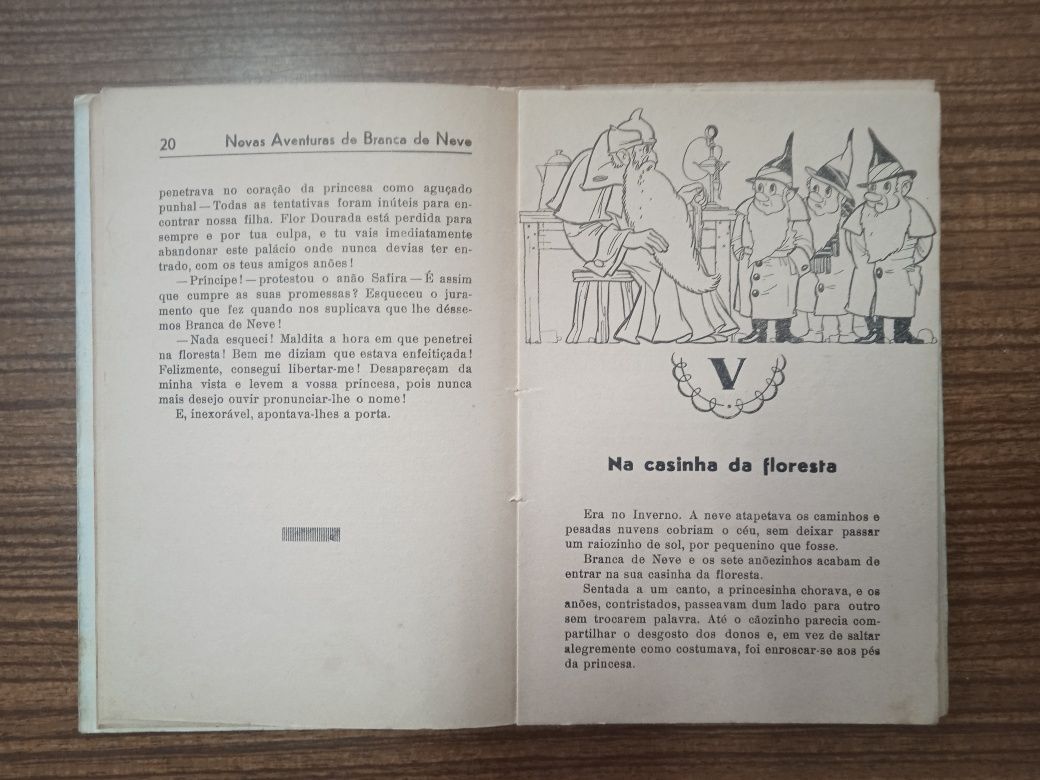 20 Novas Aventuras de Branca de Neve
penetrava no coração da princesa como aguçado
punhal — Todas as tentativas foram inúteis para en-
contrar nossa filha. Flor Dourada está perdida para
sempre e por tua culpa, e tu vais imediatamente
abandonar este palácio onde nunca devias ter en-
trado, com os teus amigos anões!
— Príncipe! — protestou o anão Safira — É assim
que cumpre as suas promessas? Esqueceu o jura-
mento que fez quando nos suplicava que lhe désse-
mos Branca de Neve!
— Nada esqueci! Maldita a hora em que penetrei
na floresta! Bem me diziam que estava enfeitiçada!
Felizmente, consegui libertar-me! Desapareçam da
minha vista e levem a vossa princesa, pois nunca
mais desejo ouvir pronunciar-lhe o nome!
E, inexorável, apontava-lhes a porta.
V
Na casinha da floresta
Era no Inverno. A neve atapetava os caminhos e
pesadas nuvens cobriam o céu, sem deixar passar
um raiozinho de sol, por pequenino que fosse.
Branca de Neve e os sete anõezinhos acabam de
entrar na sua casinha da floresta.
Sentada a um canto, a princesinha chorava, e os
anões, contristados, passeavam dum lado para outro
sem trocarem palavra. Até o cãozinho parecia com-
partilhar o desgosto dos donos e, em vez de saltar
alegremente como costumava, foi enroscar-se aos pés
da princesa.